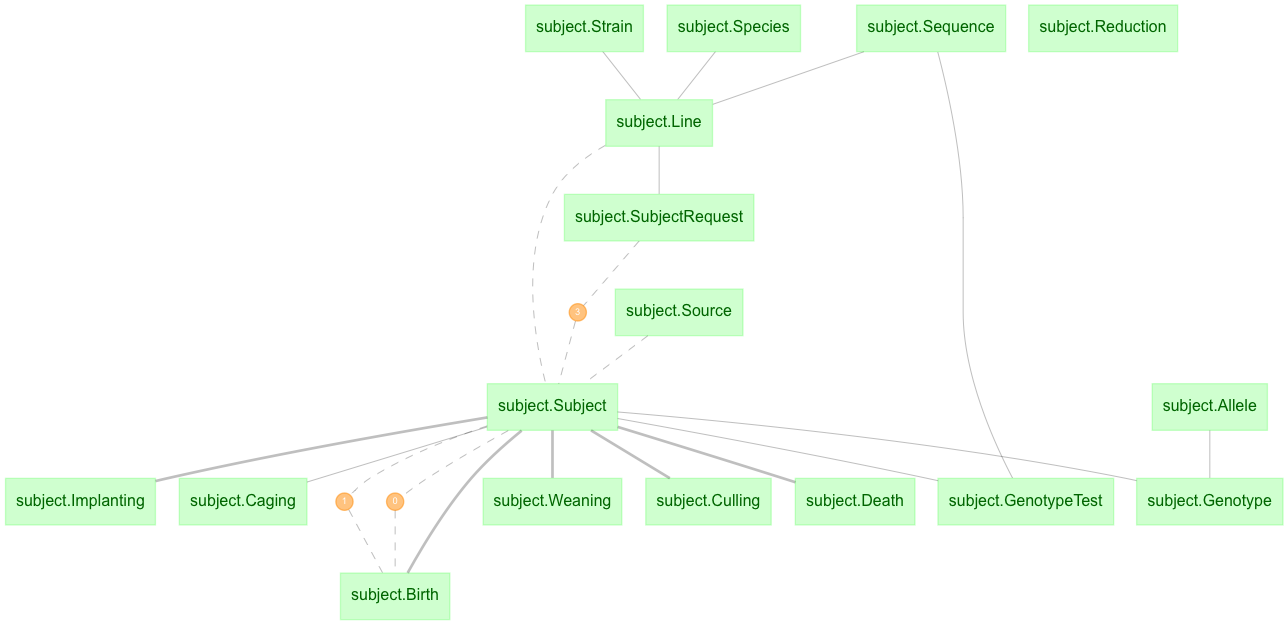 subject.Strain
subject.Species
subject.Sequence
subject.Reduction
subject.Line
subject.SubjectRequest
3
subject.Source
subject.Subject
subject.Allele
subject.Implanting
subject.Caging
1
0
subject.Weaning
subject.Culling
subject.Death
subject.GenotypeTest
subject.Genotype
subject.Birth